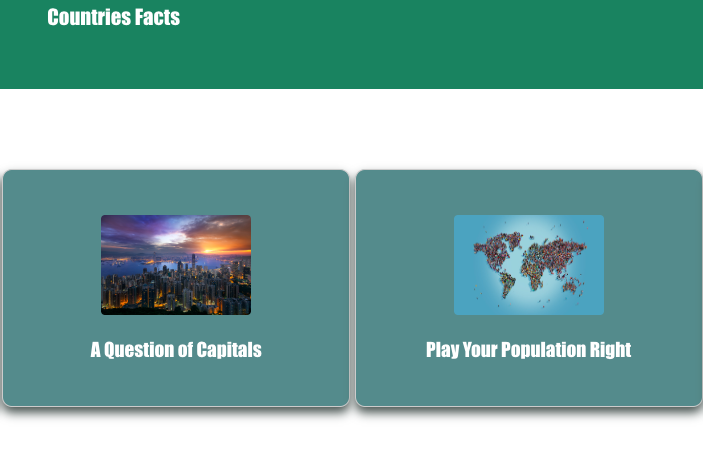 Countries Facts
A Question of Capitals
Play Your Population Right